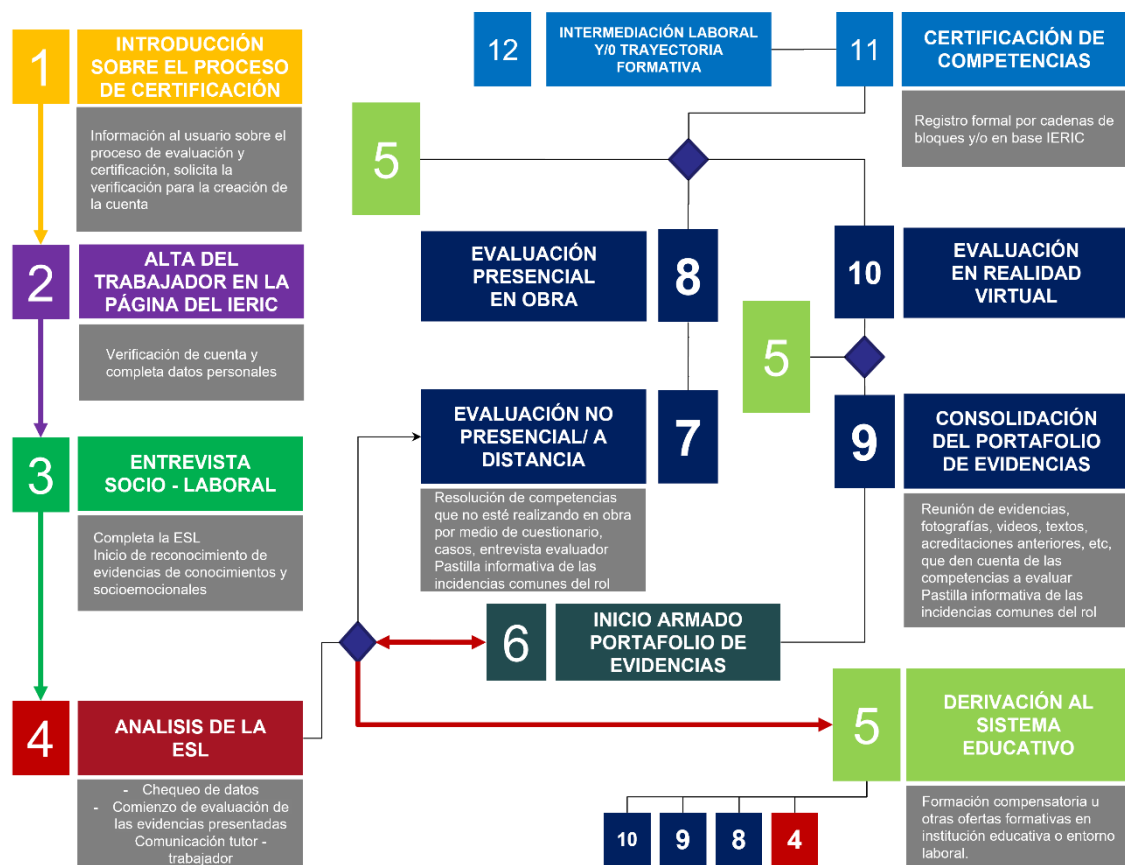 1
INTRODUCCIÓN
SOBRE EL PROCESO
DE CERTIFICACIÓN
Información al usuario sobre el
proceso de evaluación y
certificación, solicita la
verificación para la creación de
la cuenta
2
ALTA DEL
TRABAJADOR EN LA
PÁGINA DEL IERIC
Verificación de cuenta y
completa datos personales
3
ENTREVISTA
SOCIO - LABORAL
Completa la ESL
Inicio de reconocimiento de
evidencias de conocimientos y
socioemocionales
4
ANALISIS DE LA
ESL
- Chequeo de datos
- Comienzo de evaluación de
las evidencias presentadas
Comunicación tutor -
trabajador
12
INTERMEDIACIÓN LABORAL
Y/0 TRAYECTORIA
FORMATIVA
11
CERTIFICACIÓN DE
COMPETENCIAS
Registro formal por cadenas de
bloques y/o en base IERIC
5
EVALUACIÓN
PRESENCIAL
EN OBRA
8
10
EVALUACIÓN
EN REALIDAD
VIRTUAL
5
EVALUACIÓN NO
PRESENCIAL/ A
DISTANCIA
7
Resolución de competencias
que no esté realizando en obra
por medio de cuestionario,
casos, entrevista evaluador
Pastilla informativa de las
incidencias comunes del rol
9
CONSOLIDACIÓN
DEL PORTAFOLIO
DE EVIDENCIAS
Reunión de evidencias,
fotografías, videos, textos,
acreditaciones anteriores, etc,
que den cuenta de las
competencias a evaluar
Pastilla informativa de las
incidencias comunes del rol
6
INICIO ARMADO
PORTAFOLIO DE
EVIDENCIAS
5
DERIVACIÓN AL
SISTEMA
EDUCATIVO
Formación compensatoria u
otras ofertas formativas en
institución educativa o entorno
laboral.
10
9
8
4